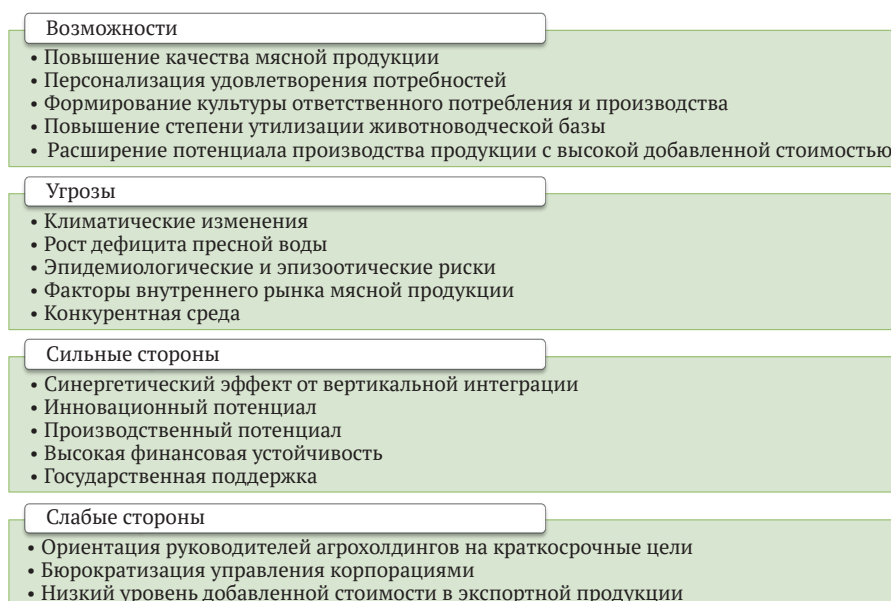 Возможности
• Повышение качества мясной продукции
• Персонализация удовлетворения потребностей
• Формирование культуры ответственного потребления и производства
• Повышение степени утилизации животноводческой базы
• Расширение потенциала производства продукции с высокой добавленной стоимостью
Угрозы
• Климатические изменения
• Рост дефицита пресной воды
• Эпидемиологические и эпизоотические риски
• Факторы внутреннего рынка мясной продукции
• Конкурентная среда
Сильные стороны
• Синергетический эффект от вертикальной интеграции
• Инновационный потенциал
• Производственный потенциал
• Высокая финансовая устойчивость
• Государственная поддержка
Слабые стороны
• Ориентация руководителей агрохолдингов на краткосрочные цели
• Бюрократизация управления корпорациями
• Низкий уровень добавленной стоимости в экспортной продукции